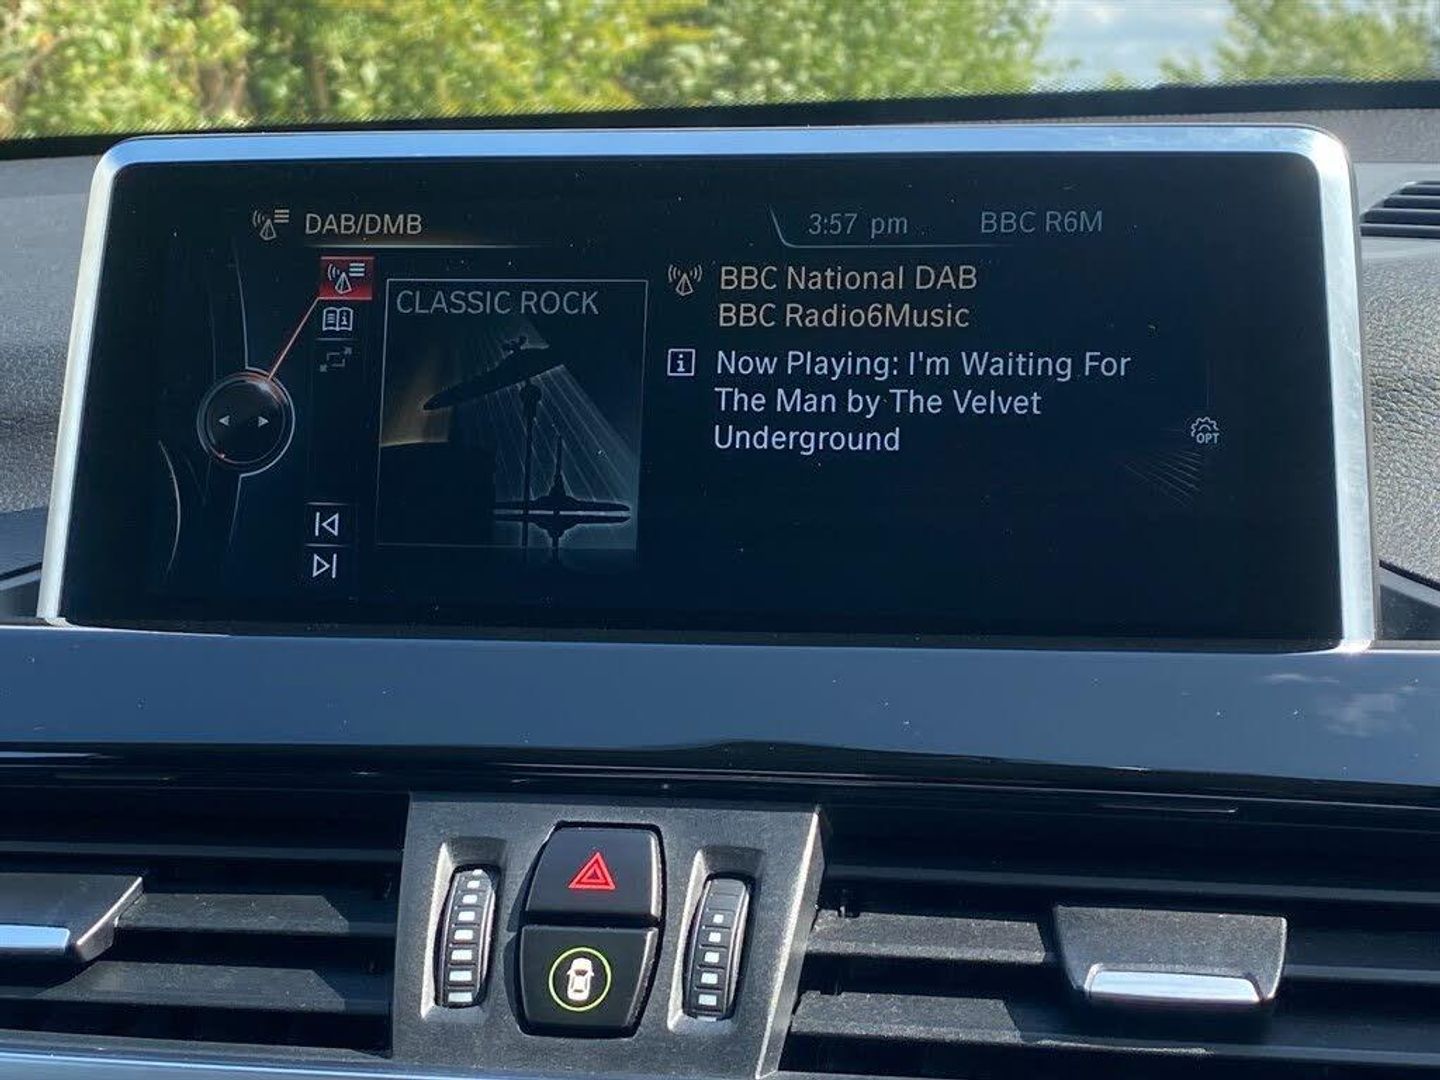 DAB/DMB
3:57 pm
BBC R6M
CLASSIC ROCK
BBC National DAB
BBC Radio6Music
Now Playing: I'm Waiting For
The Man by The Velvet
Underground
OPT